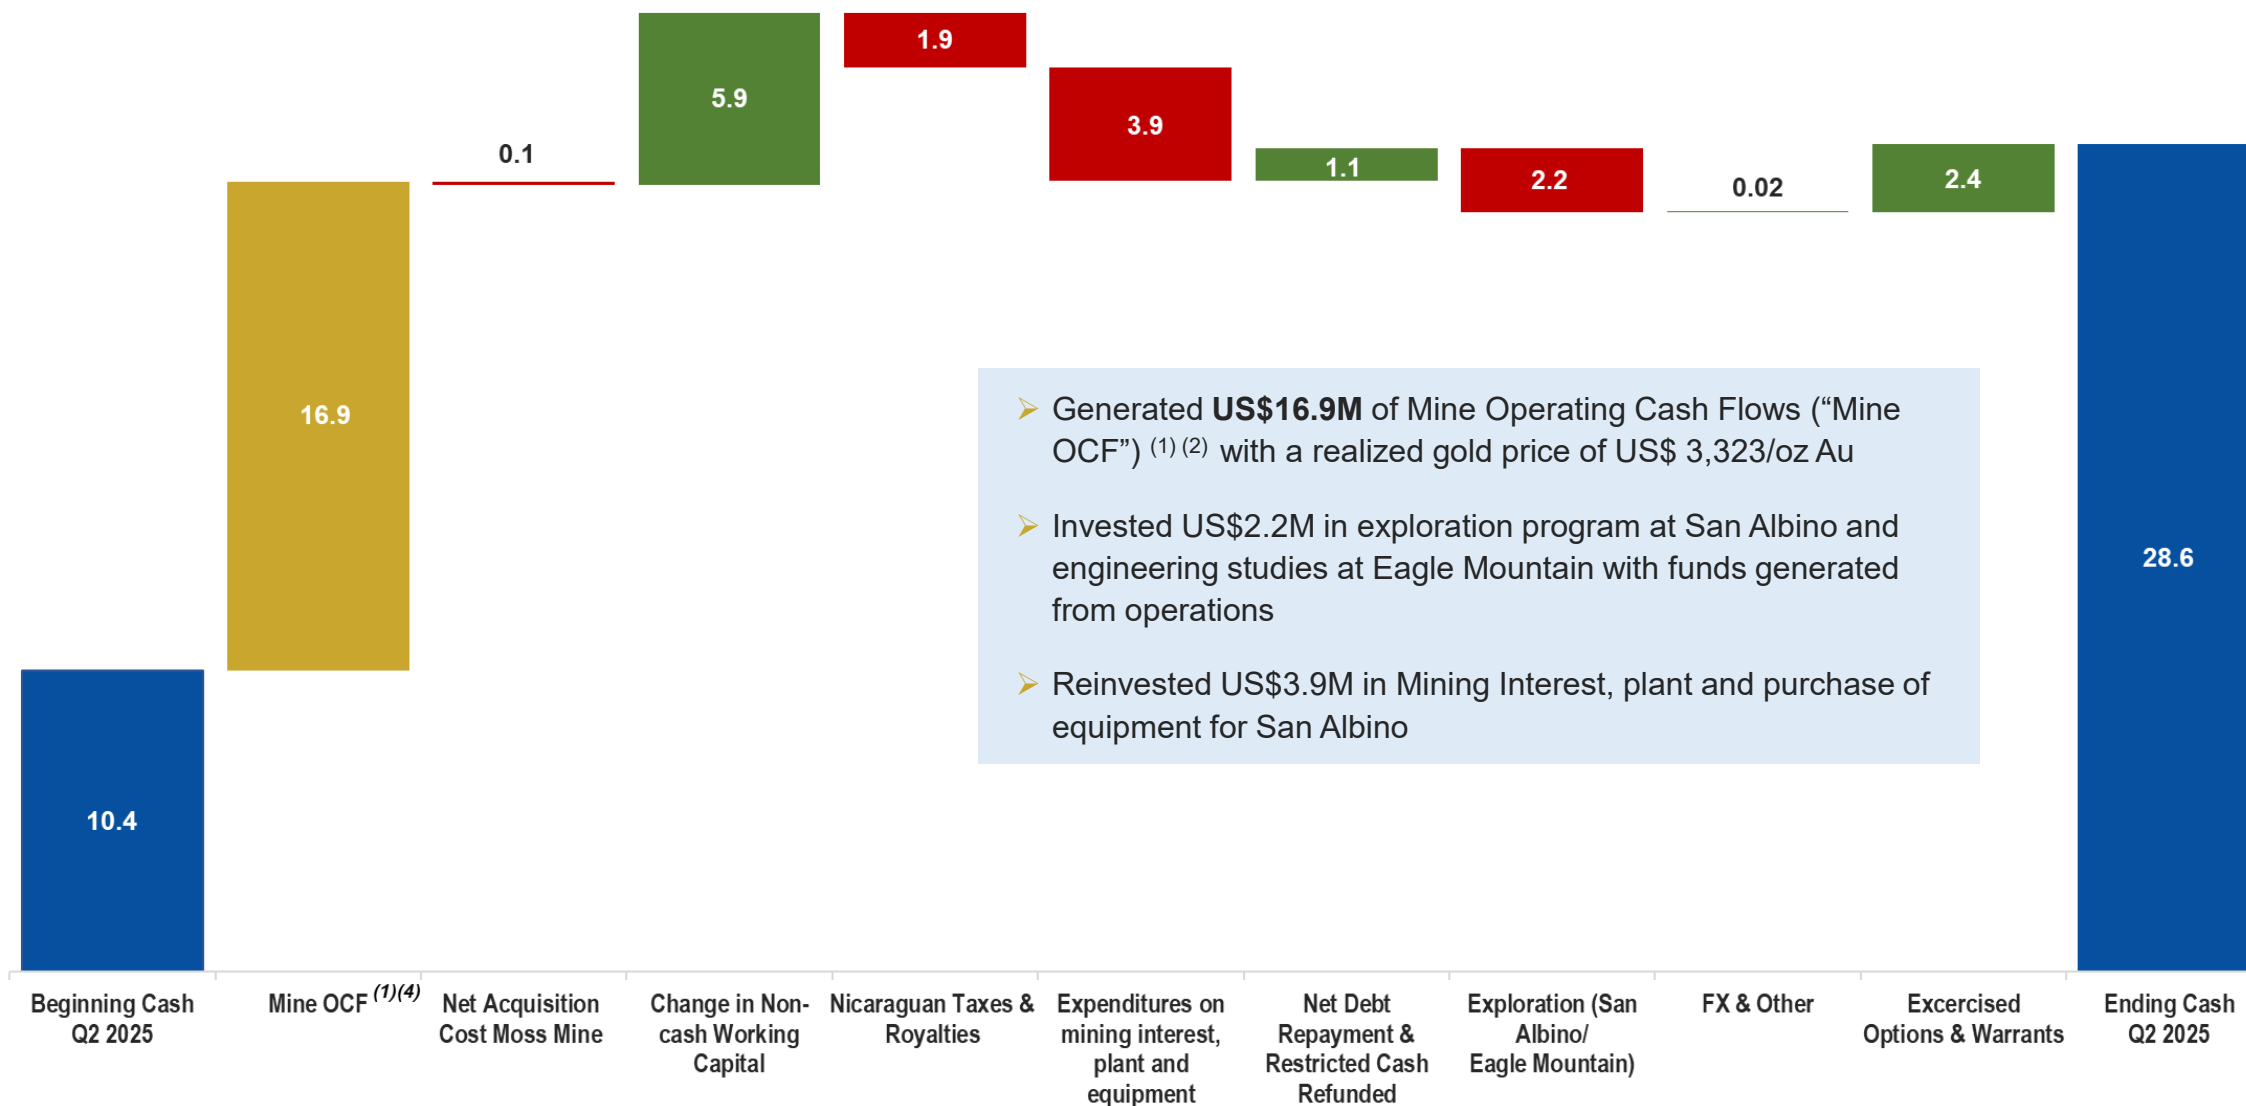 1.9
5.9
3.9
0.1
1.1
2.2
0.02
2.4
16.9
10.4
28.6
➢ Generated US$16.9M of Mine Operating Cash Flows (“Mine
OCF”) (1) (2) with a realized gold price of US$ 3,323/oz Au
➢ Invested US$2.2M in exploration program at San Albino and
engineering studies at Eagle Mountain with funds generated
from operations
➢ Reinvested US$3.9M in Mining Interest, plant and purchase of
equipment for San Albino
Beginning Cash
Q2 2025
Mine OCF (1)(4)
Net Acquisition
Cost Moss Mine
Change in Non-
cash Working
Capital
Nicaraguan Taxes &
Royalties
Expenditures on
mining interest,
plant and
equipment
Net Debt
Repayment &
Restricted Cash
Refunded
Exploration (San
Albino/
Eagle Mountain)
FX & Other
Excercised
Options & Warrants
Ending Cash
Q2 2025